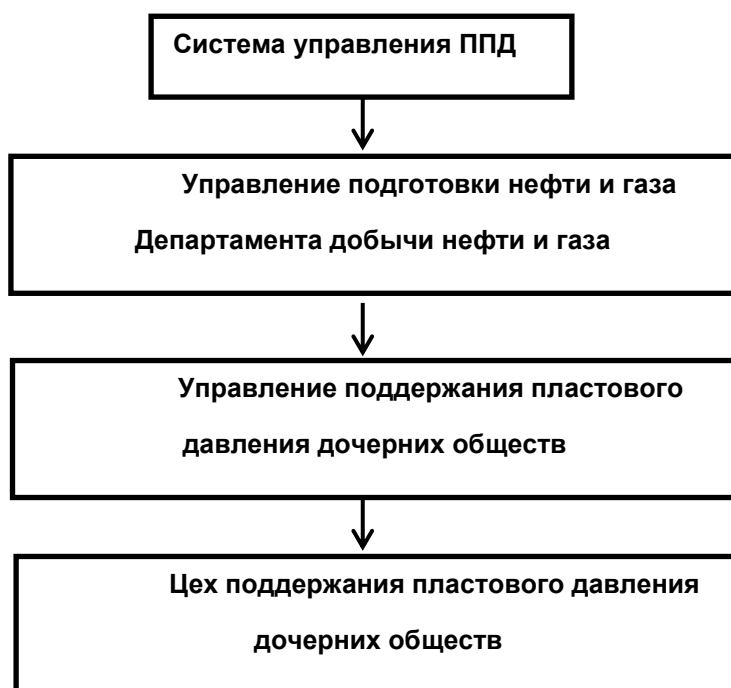 Система управления ППД
Управление подготовки нефти и газа
Департамента добычи нефти и газа
Управление поддержания пластового
давления дочерних обществ
Цех поддержания пластового давления
дочерних обществ